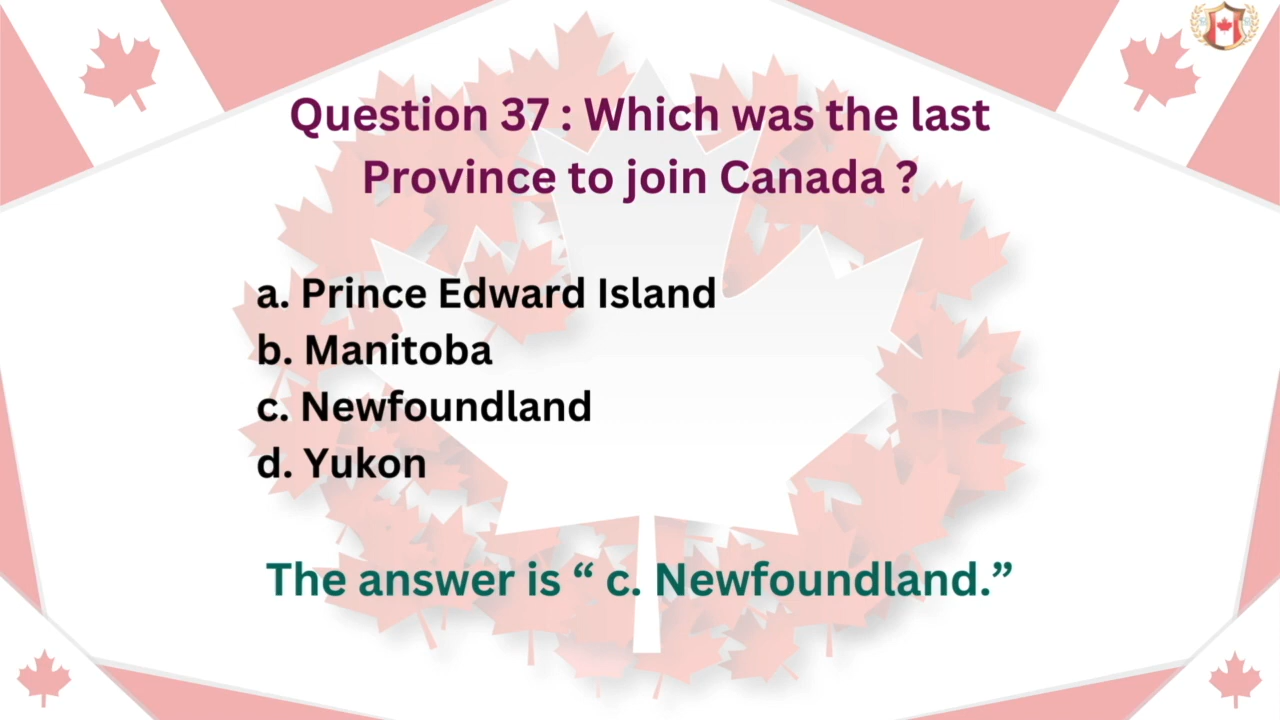 Question 37 : Which was the last
Province to join Canada ?
a. Prince Edward Island
b. Manitoba
c. Newfoundland
d. Yukon
The answer is “ c. Newfoundland.”